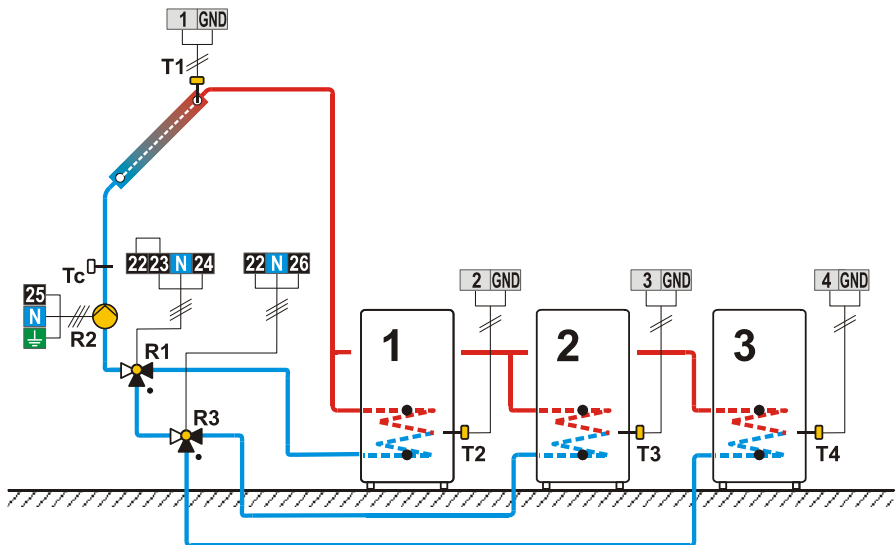 1 GND
T1
Tc
22 23 N 24
22 N 26
2 GND
3 GND
4 GND
25
N
R2
R1
R3
1
2
3
T2
T3
T4